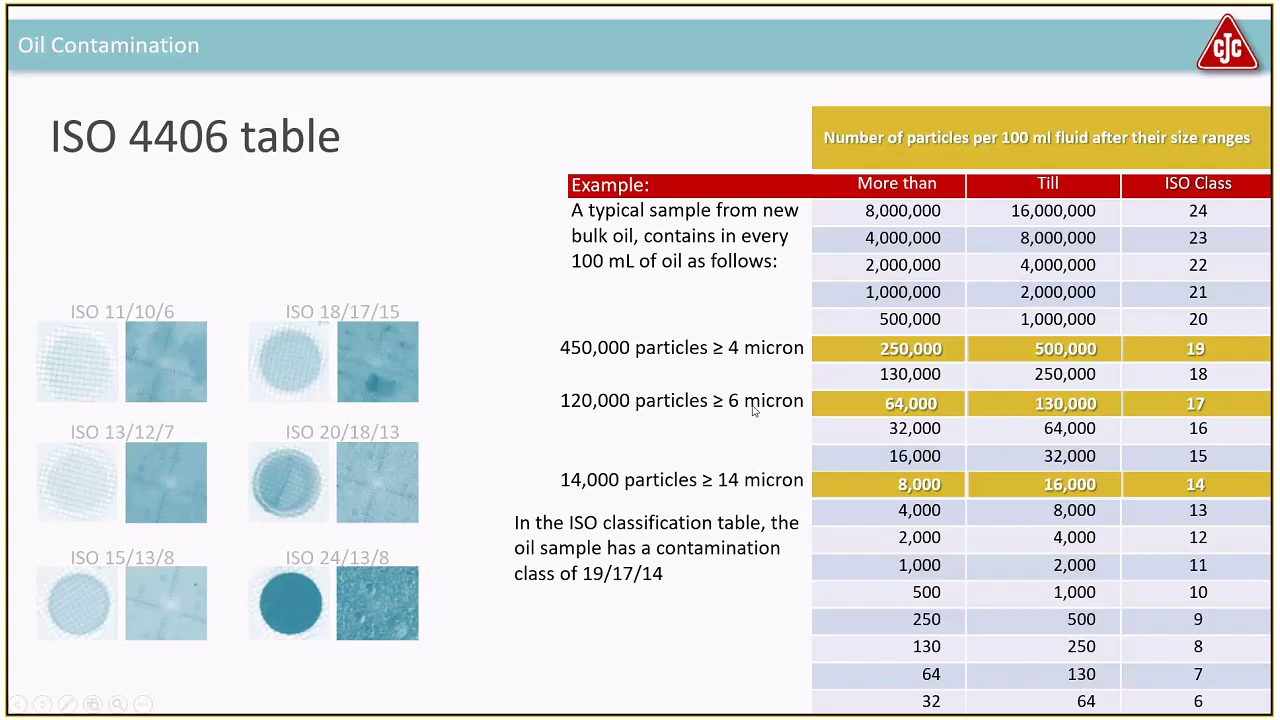 Oil Contamination
CJC
ISO 4406 table
Number of particles per 100 ml fluid after their size ranges
Example:
More than Till ISO Class
A typical sample from new
bulk oil, contains in every
100 mL of oil as follows:
8,000,000 16,000,000 24
4,000,000 8,000,000 23
2,000,000 4,000,000 22
1,000,000 2,000,000 21
500,000 1,000,000 20
450,000 particles ≥ 4 micron
250,000 500,000 19
130,000 250,000 18
120,000 particles ≥ 6 micron
64,000 130,000 17
32,000 64,000 16
16,000 32,000 15
14,000 particles ≥ 14 micron
8,000 16,000 14
4,000 8,000 13
2,000 4,000 12
1,000 2,000 11
500 1,000 10
250 500 9
130 250 8
64 130 7
32 64 6
In the ISO classification table, the
oil sample has a contamination
class of 19/17/14
ISO 11/10/6
ISO 18/17/15
ISO 13/12/7
ISO 20/18/13
ISO 15/13/8
ISO 24/13/8